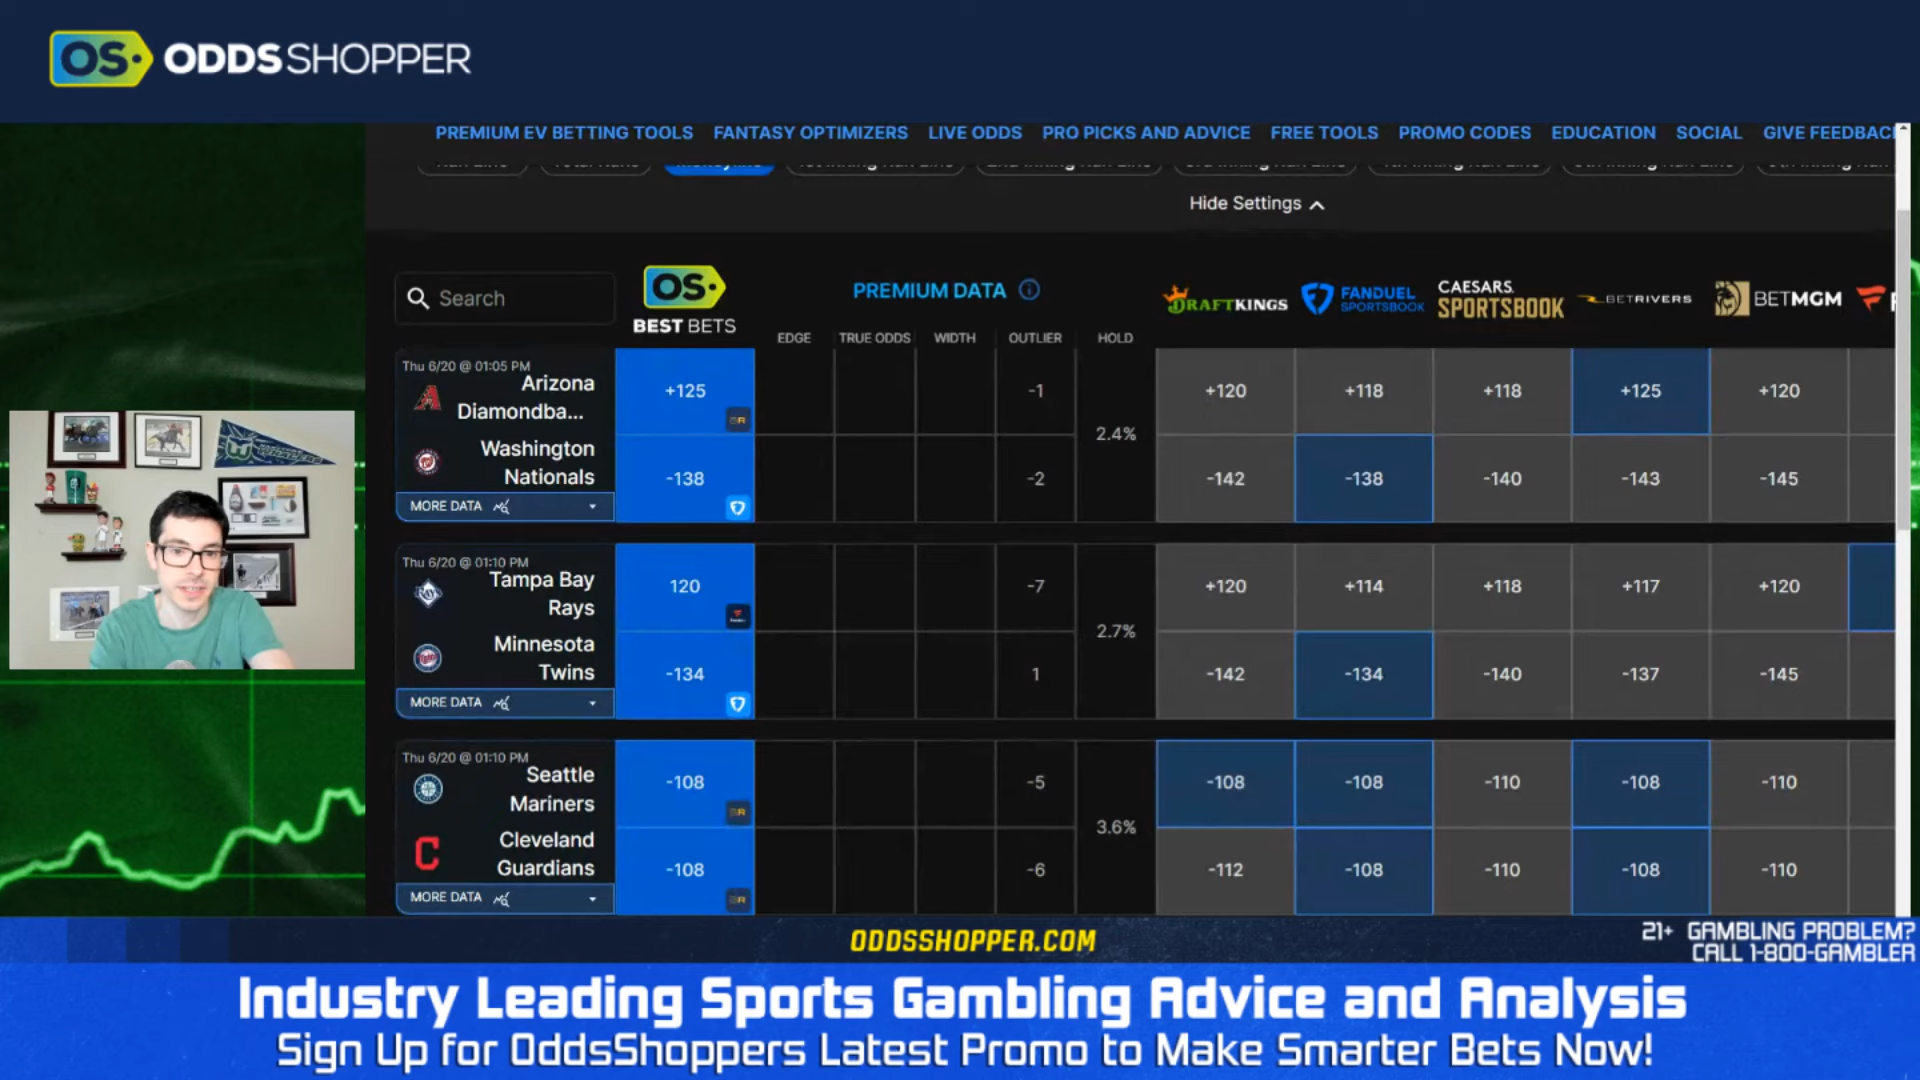 OS ODDSSHOPPER
PREMIUM EV BETTING TOOLS FANTASY OPTIMIZERS LIVE ODDS PRO PICKS AND ADVICE FREE TOOLS PROMO CODES EDUCATION SOCIAL GIVE FEEDBACK
Hide Settings
Search
OS
BEST BETS
PREMIUM DATA
EDGE TRUE ODDS WIDTH OUTLIER HOLD
DRAFTKINGS FANDUEL SPORTSBOOK CAESARS SPORTSBOOK BETRIVERS BETMGM
Thu 6/20 @ 01:05 PM
Arizona Diamondba... +125 -1 +120 +118 +118 +125 +120
2.4%
Washington Nationals -138 -2 -142 -138 -140 -143 -145
MORE DATA
Thu 6/20 @ 01:10 PM
Tampa Bay Rays 120 -7 +120 +114 +118 +117 +120
2.7%
Minnesota Twins -134 1 -142 -134 -140 -137 -145
MORE DATA
Thu 6/20 @ 01:10 PM
Seattle Mariners -108 -5 -108 -108 -110 -108 -110
3.6%
Cleveland Guardians -108 -6 -112 -108 -110 -108 -110
MORE DATA
ODDSSHOPPER.COM
21+ GAMBLING PROBLEM?
CALL 1-800-GAMBLER
Industry Leading Sports Gambling Advice and Analysis
Sign Up for OddsShoppers Latest Promo to Make Smarter Bets Now!